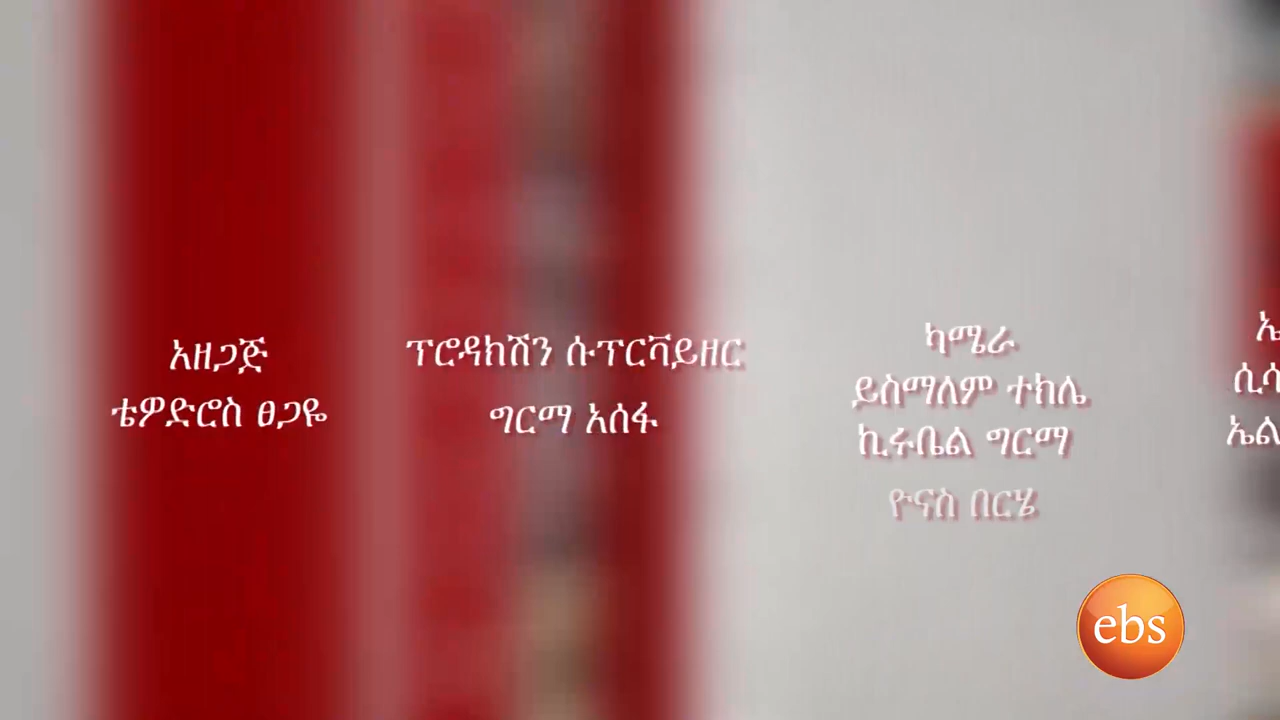 አዘጋጅ
ቴዎድሮስ ፀጋዬ
ፕሮዳክሽን ሱፐርቫይዘር
ግርማ አሰፋ
ካሜራ
ይስማለም ተክሌ
ኪሩቤል ግርማ
ዮናስ በርሄ
ebs